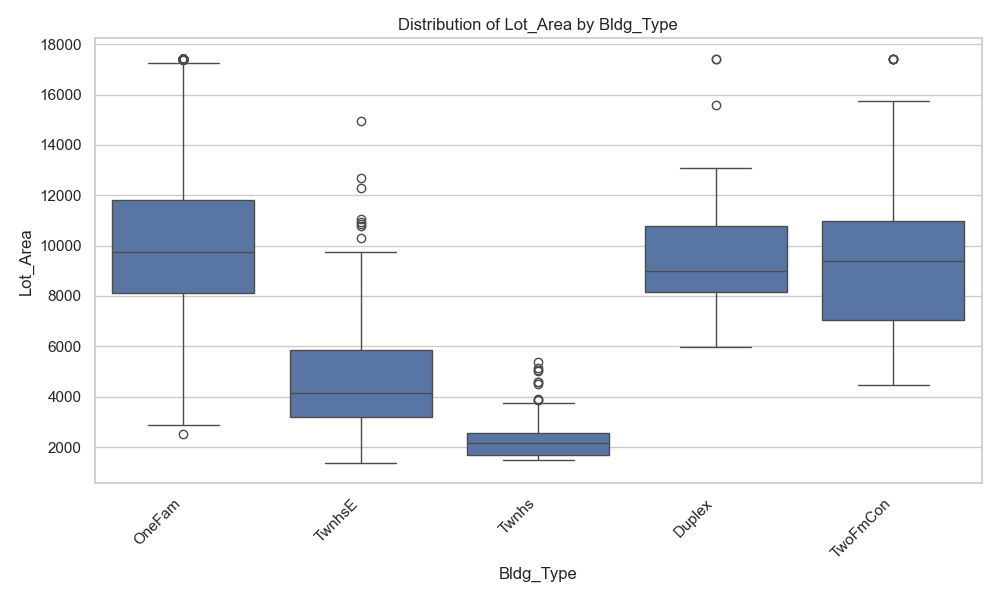 Distribution of Lot_Area by Bldg_Type
18000
16000
14000
12000
10000
8000
6000
4000
2000
Lot_Area
OneFam
TwnhsE
Twnhs
Duplex
TwoFmCon
Bldg_Type